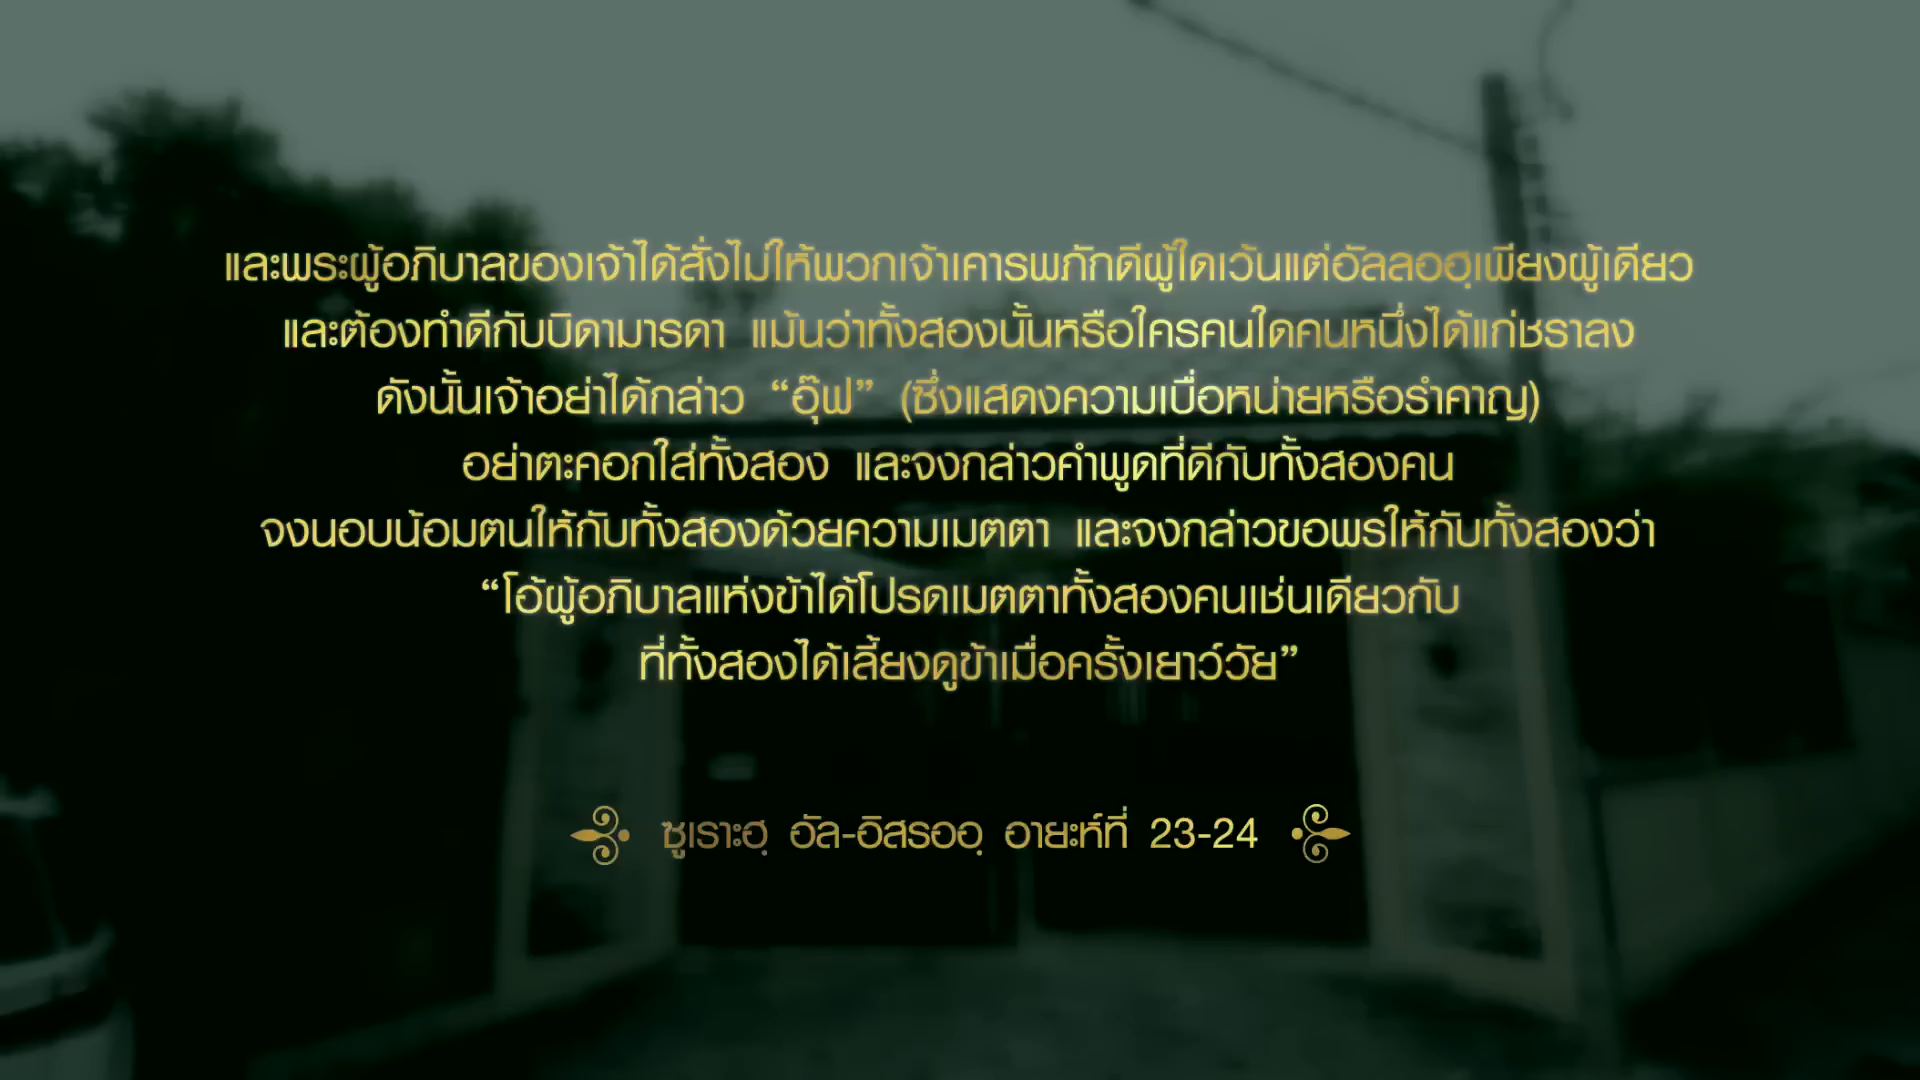 และพระผู้อภิบาลของเจ้าได้สั่งไม่ให้พวกเจ้าเคารพภักดีผู้ใดเว้นแต่อัลลอฮฺเพียงผู้เดียว
และต้องทำดีกับบิดามารดา แม้นว่าทั้งสองนั้นหรือใครคนใดคนหนึ่งได้แก่ชราลง
ดังนั้นเจ้าอย่าได้กล่าว “อุ๊ฟ” (ซึ่งแสดงความเบื่อหน่ายหรือรำคาญ)
อย่าตะคอกใส่ทั้งสอง และจงกล่าวคำพูดที่ดีกับทั้งสองคน
จงนอบน้อมตนให้กับทั้งสองด้วยความเมตตา และจงกล่าวขอพรให้กับทั้งสองว่า
“โอ้ผู้อภิบาลแห่งข้าได้โปรดเมตตาทั้งสองคนเช่นเดียวกับ
ที่ทั้งสองได้เลี้ยงดูข้าเมื่อครั้งเยาว์วัย”
ซูเราะฮฺ อัล-อิสรออฺ อายะห์ที่ 23-24